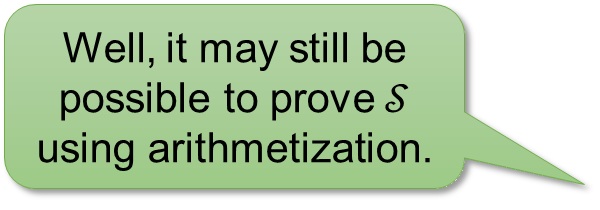 Well, it may still be
possible to prove 𝒮
using arithmetization.